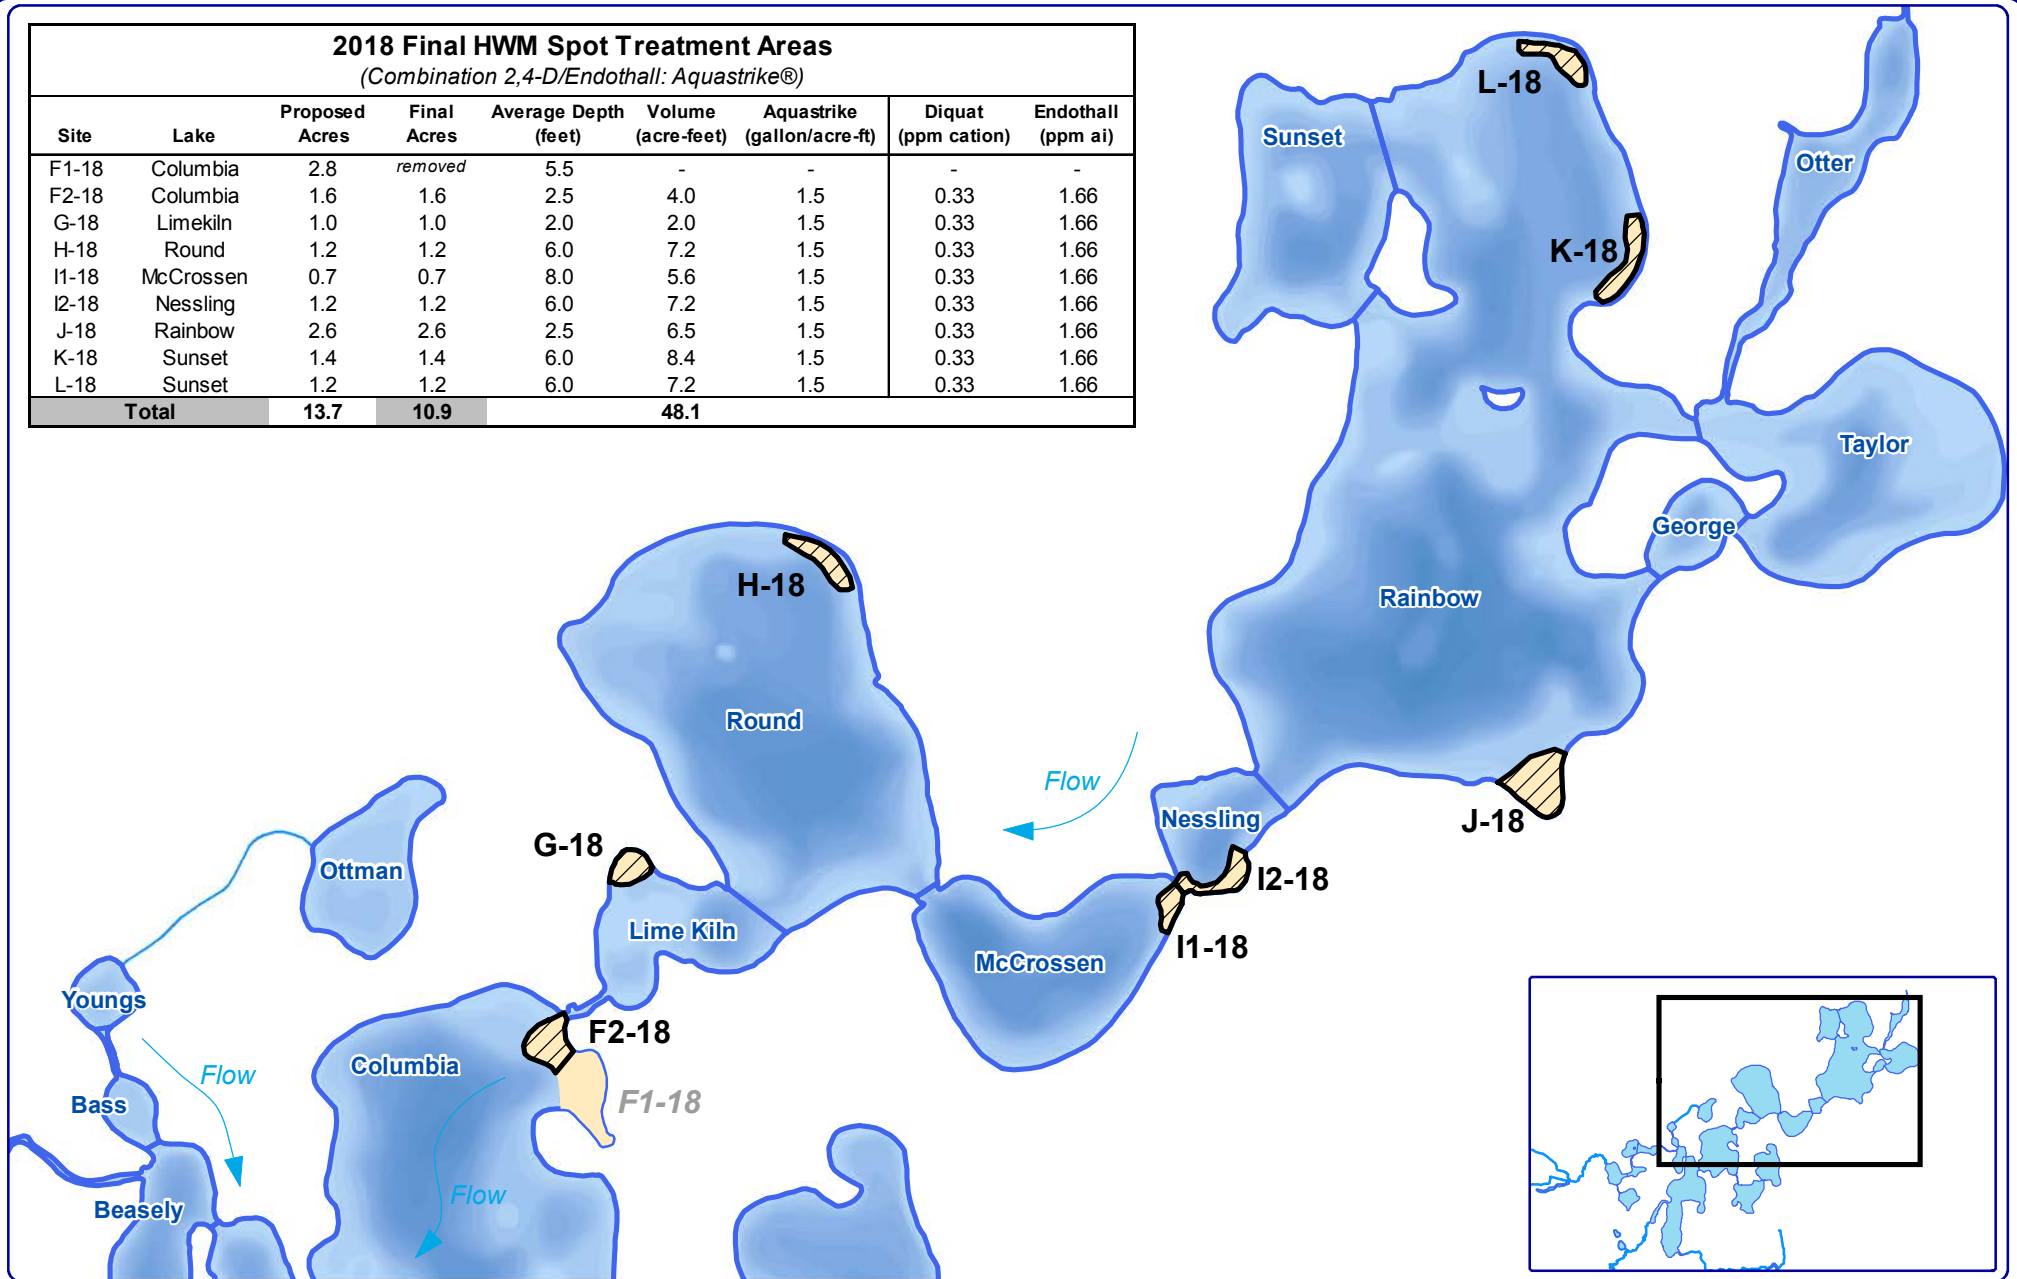 2018 Final HWM Spot Treatment Areas
(Combination 2,4-D/Endothall: Aquastrike®)
Site Lake Proposed Acres Final Acres Average Depth (feet) Volume (acre-feet) Aquastrike (gallon/acre-ft) Diquat (ppm cation) Endothall (ppm ai)
F1-18 Columbia 2.8 removed 5.5 - - - -
F2-18 Columbia 1.6 1.6 2.5 4.0 1.5 0.33 1.66
G-18 Limekiln 1.0 1.0 2.0 2.0 1.5 0.33 1.66
H-18 Round 1.2 1.2 6.0 7.2 1.5 0.33 1.66
I1-18 McCrossen 0.7 0.7 8.0 5.6 1.5 0.33 1.66
I2-18 Nessling 1.2 1.2 6.0 7.2 1.5 0.33 1.66
J-18 Rainbow 2.6 2.6 2.5 6.5 1.5 0.33 1.66
K-18 Sunset 1.4 1.4 6.0 8.4 1.5 0.33 1.66
L-18 Sunset 1.2 1.2 6.0 7.2 1.5 0.33 1.66
Total 13.7 10.9 48.1
L-18
Sunset
Otter
K-18
Taylor
George
H-18
Rainbow
Round
Flow
Nessling
J-18
G-18
Ottman
I2-18
Lime Kiln
I1-18
McCrossen
Youngs
F2-18
Columbia
Flow
F1-18
Bass
Flow
Beasely